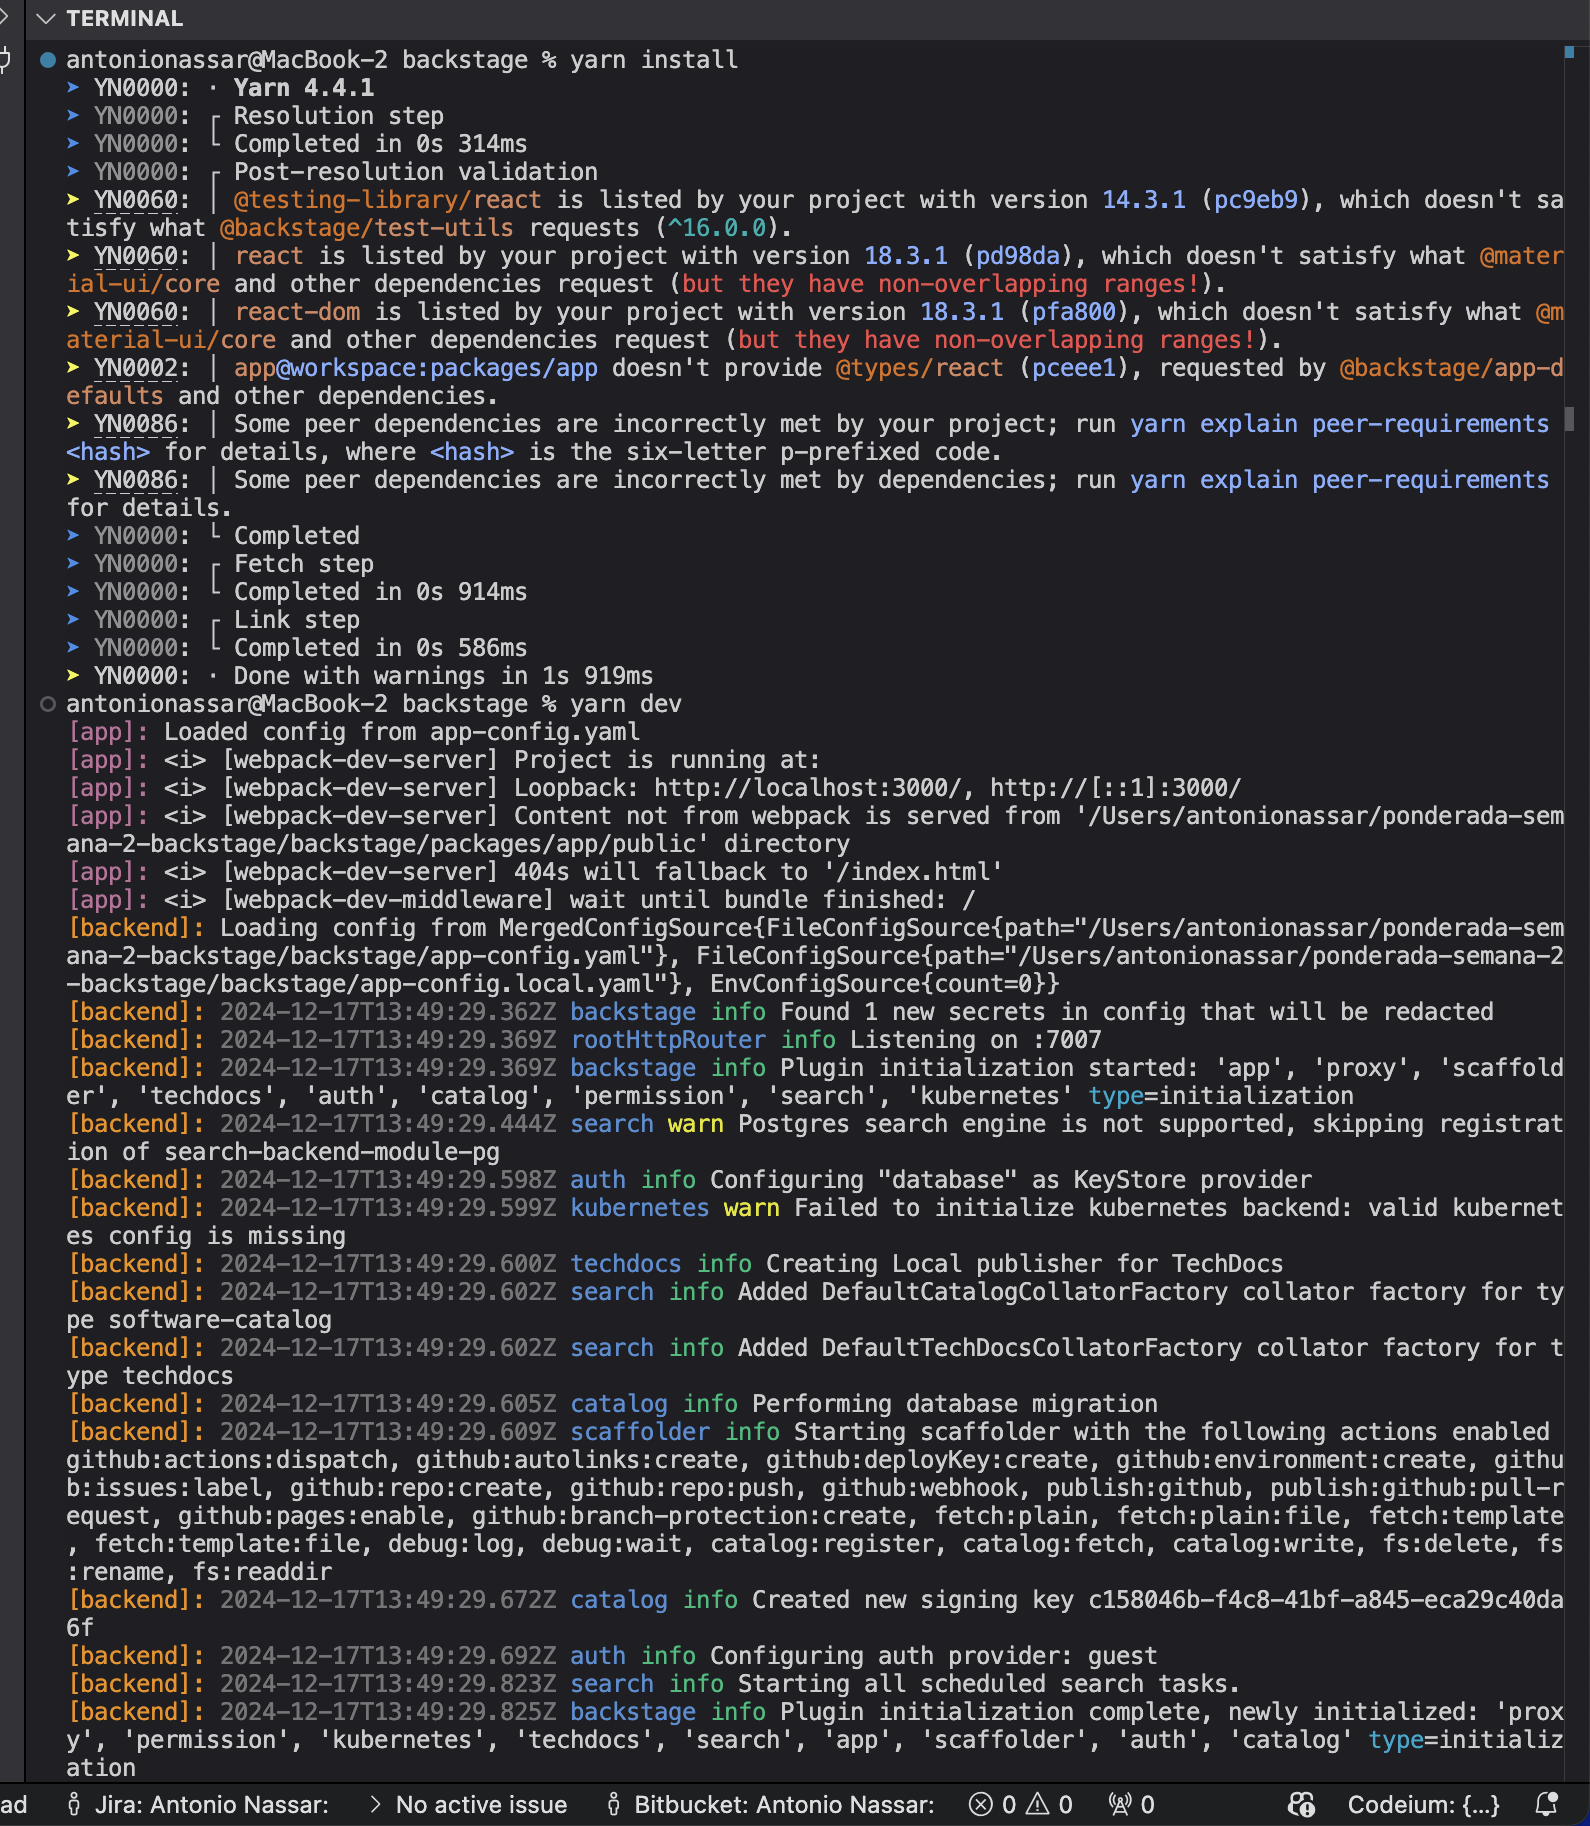 TERMINAL
antonionassar@MacBook-2 backstage % yarn install
➤ YN0000: · Yarn 4.4.1
➤ YN0000: ┌ Resolution step
➤ YN0000: └ Completed in 0s 314ms
➤ YN0000: ┌ Post-resolution validation
➤ YN0060: │ @testing-library/react is listed by your project with version 14.3.1 (pc9eb9), which doesn't sa
tisfy what @backstage/test-utils requests (^16.0.0).
➤ YN0060: │ react is listed by your project with version 18.3.1 (pd98da), which doesn't satisfy what @mater
ial-ui/core and other dependencies request (but they have non-overlapping ranges!).
➤ YN0060: │ react-dom is listed by your project with version 18.3.1 (pfa800), which doesn't satisfy what @m
aterial-ui/core and other dependencies request (but they have non-overlapping ranges!).
➤ YN0002: │ app@workspace:packages/app doesn't provide @types/react (pceee1), requested by @backstage/app-d
efaults and other dependencies.
➤ YN0086: │ Some peer dependencies are incorrectly met by your project; run yarn explain peer-requirements
<hash> for details, where <hash> is the six-letter p-prefixed code.
➤ YN0086: │ Some peer dependencies are incorrectly met by dependencies; run yarn explain peer-requirements
for details.
➤ YN0000: └ Completed
➤ YN0000: ┌ Fetch step
➤ YN0000: └ Completed in 0s 914ms
➤ YN0000: ┌ Link step
➤ YN0000: └ Completed in 0s 586ms
➤ YN0000: · Done with warnings in 1s 919ms
antonionassar@MacBook-2 backstage % yarn dev
[app]: Loaded config from app-config.yaml
[app]: <i> [webpack-dev-server] Project is running at:
[app]: <i> [webpack-dev-server] Loopback: http://localhost:3000/, http://[::1]:3000/
[app]: <i> [webpack-dev-server] Content not from webpack is served from '/Users/antonionassar/ponderada-sem
ana-2-backstage/backstage/packages/app/public' directory
[app]: <i> [webpack-dev-server] 404s will fallback to '/index.html'
[app]: <i> [webpack-dev-middleware] wait until bundle finished: /
[backend]: Loading config from MergedConfigSource{FileConfigSource{path="/Users/antonionassar/ponderada-sem
ana-2-backstage/backstage/app-config.yaml"}, FileConfigSource{path="/Users/antonionassar/ponderada-semana-2
-backstage/backstage/app-config.local.yaml"}, EnvConfigSource{count=0}}
[backend]: 2024-12-17T13:49:29.362Z backstage info Found 1 new secrets in config that will be redacted
[backend]: 2024-12-17T13:49:29.369Z rootHttpRouter info Listening on :7007
[backend]: 2024-12-17T13:49:29.369Z backstage info Plugin initialization started: 'app', 'proxy', 'scaffold
er', 'techdocs', 'auth', 'catalog', 'permission', 'search', 'kubernetes' type=initialization
[backend]: 2024-12-17T13:49:29.444Z search warn Postgres search engine is not supported, skipping registrat
ion of search-backend-module-pg
[backend]: 2024-12-17T13:49:29.598Z auth info Configuring "database" as KeyStore provider
[backend]: 2024-12-17T13:49:29.599Z kubernetes warn Failed to initialize kubernetes backend: valid kubernet
es config is missing
[backend]: 2024-12-17T13:49:29.600Z techdocs info Creating Local publisher for TechDocs
[backend]: 2024-12-17T13:49:29.602Z search info Added DefaultCatalogCollatorFactory collator factory for ty
pe software-catalog
[backend]: 2024-12-17T13:49:29.602Z search info Added DefaultTechDocsCollatorFactory collator factory for t
ype techdocs
[backend]: 2024-12-17T13:49:29.605Z catalog info Performing database migration
[backend]: 2024-12-17T13:49:29.609Z scaffolder info Starting scaffolder with the following actions enabled
github:actions:dispatch, github:autolinks:create, github:deployKey:create, github:environment:create, githu
b:issues:label, github:repo:create, github:repo:push, github:webhook, publish:github, publish:github:pull-r
equest, github:pages:enable, github:branch-protection:create, fetch:plain, fetch:plain:file, fetch:template
, fetch:template:file, debug:log, debug:wait, catalog:register, catalog:fetch, catalog:write, fs:delete, fs
:rename, fs:readdir
[backend]: 2024-12-17T13:49:29.672Z catalog info Created new signing key c158046b-f4c8-41bf-a845-eca29c40da
6f
[backend]: 2024-12-17T13:49:29.692Z auth info Configuring auth provider: guest
[backend]: 2024-12-17T13:49:29.823Z search info Starting all scheduled search tasks.
[backend]: 2024-12-17T13:49:29.825Z backstage info Plugin initialization complete, newly initialized: 'prox
y', 'permission', 'kubernetes', 'techdocs', 'search', 'app', 'scaffolder', 'auth', 'catalog' type=initializ
ation
ad Jira: Antonio Nassar: > No active issue Bitbucket: Antonio Nassar: 0 0 0 Codeium: {...}